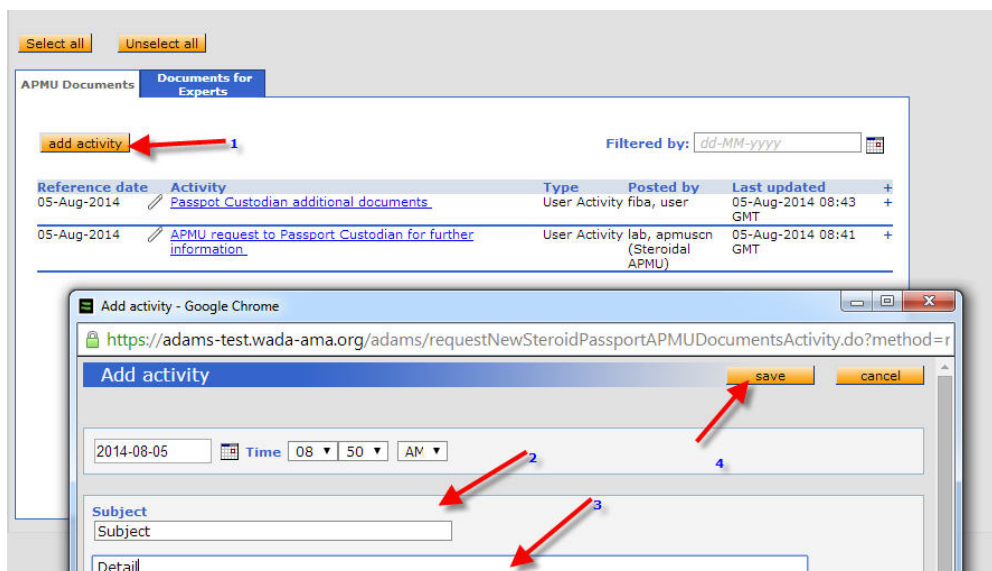 Select all Unselect all
APMU Documents Documents for
Experts
add activity 1 Filtered by: dd-MM-yyyy
Reference date Activity Type Posted by Last updated +
05-Aug-2014 Passpot Custodian additional documents User Activity fiba, user 05-Aug-2014 08:43 +
GMT
05-Aug-2014 APMU request to Passport Custodian for further User Activity lab, apmuscn 05-Aug-2014 08:41 +
information (Steroidal GMT
APMU)
Add activity - Google Chrome
https://adams-test.wada-ama.org/adams/requestNewSteroidPassportAPMUDocumentsActivity.do?method=r
Add activity save cancel
2014-08-05 Time 08 50 AM
2
4
Subject
3
Subject
Detail